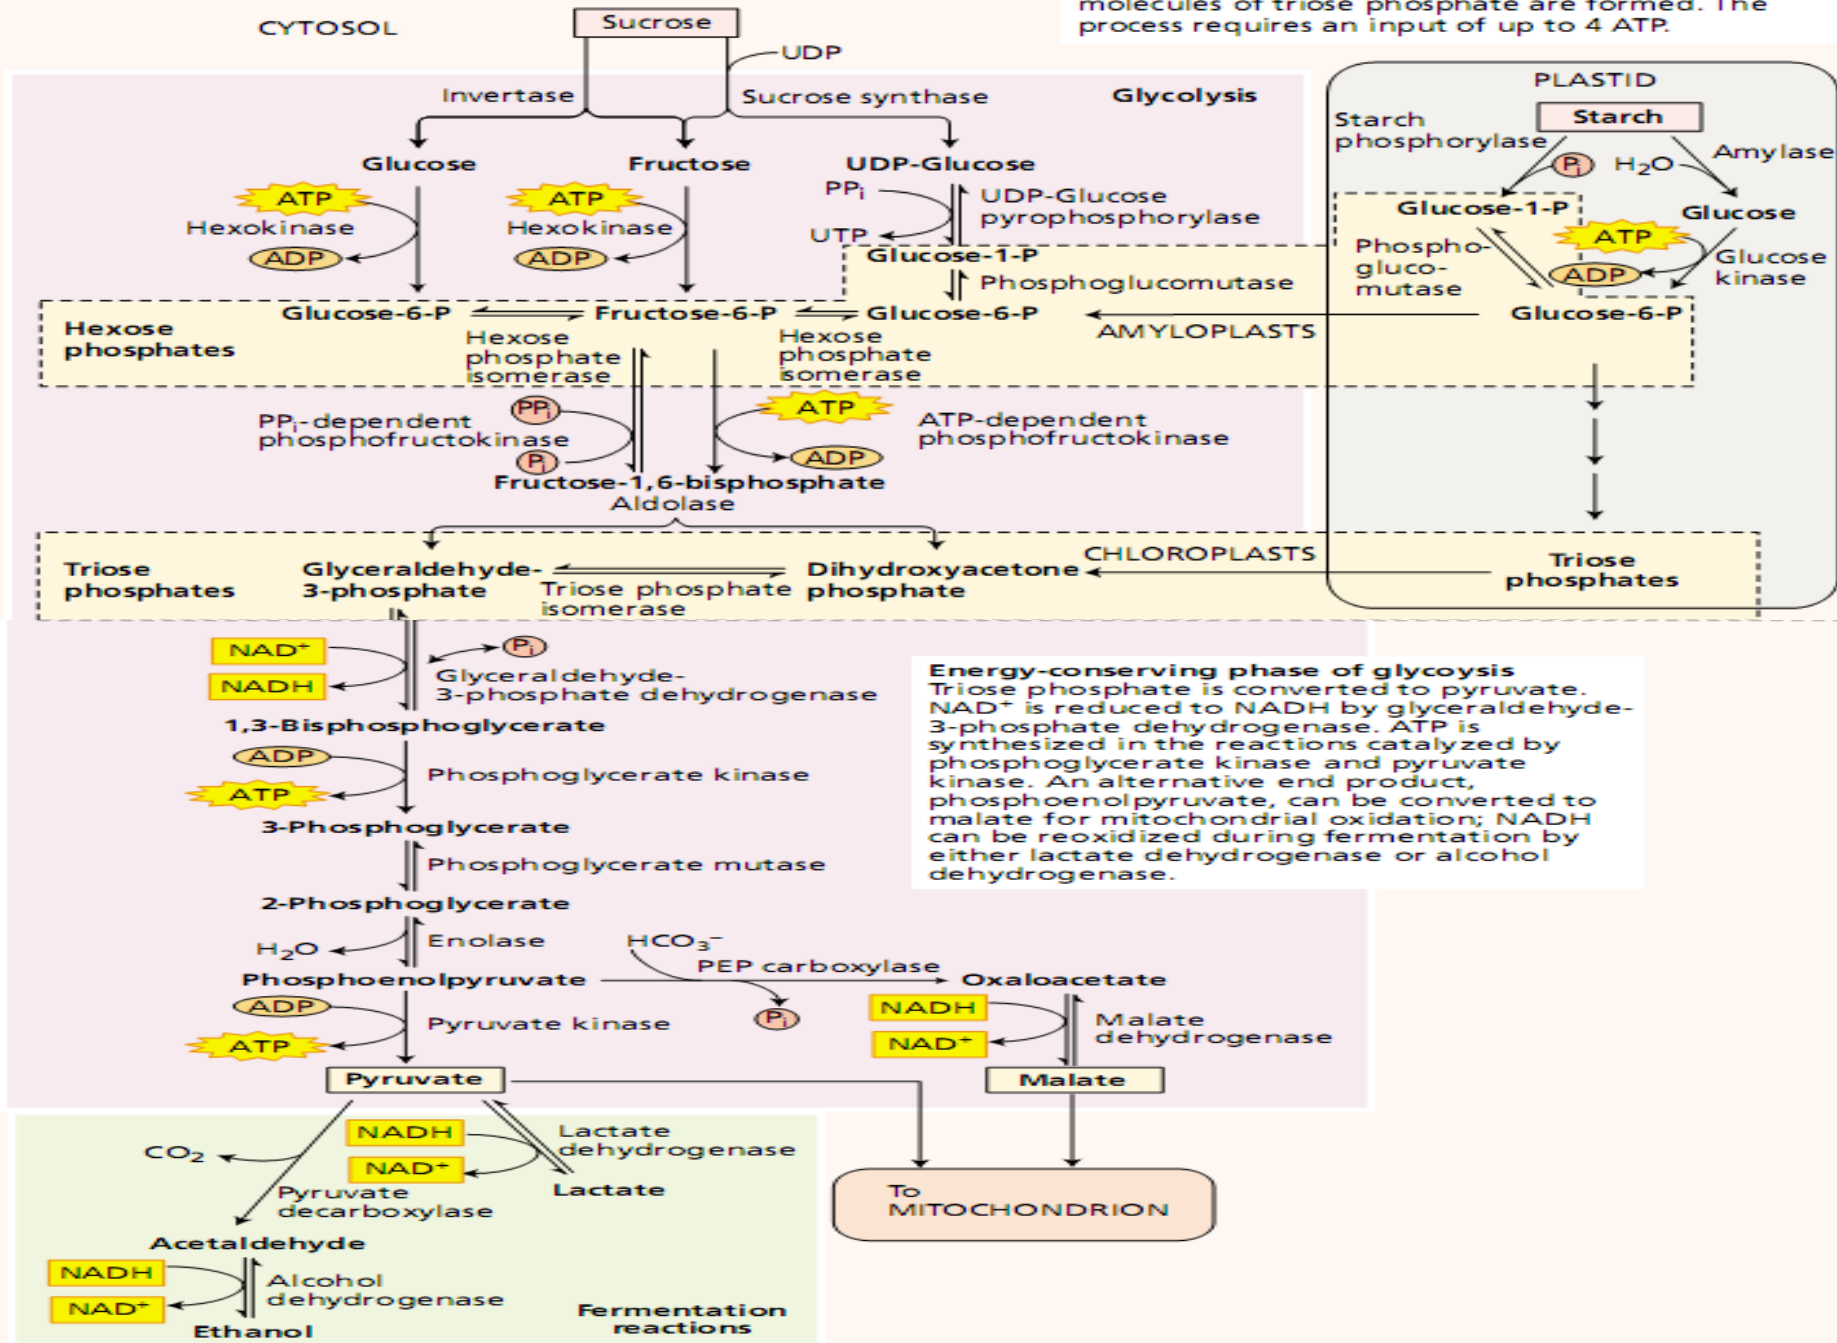 molecules of triose phosphate are formed. The
process requires an input of up to 4 ATP.
CYTOSOL
Sucrose
UDP
Invertase
Sucrose synthase
Glycolysis
PLASTID
Starch
Starch
phosphorylase
Pi
H2O
Amylase
Glucose
Fructose
UDP-Glucose
ATP
Hexokinase
ADP
ATP
Hexokinase
ADP
PPi
UTP
UDP-Glucose
pyrophosphorylase
Glucose-1-P
Glucose
Phospho-
gluco-
mutase
ATP
ADP
Glucose
kinase
Glucose-1-P
Phosphoglucomutase
Hexose
phosphates
Glucose-6-P
Fructose-6-P
Glucose-6-P
AMYLOPLASTS
Glucose-6-P
Hexose
phosphate
isomerase
Hexose
phosphate
isomerase
PPi-dependent
phosphofructokinase
PPi
Pi
ATP
ADP
ATP-dependent
phosphofructokinase
Fructose-1,6-bisphosphate
Aldolase
Triose
phosphates
Glyceraldehyde-
3-phosphate
Triose phosphate
isomerase
Dihydroxyacetone
phosphate
CHLOROPLASTS
Triose
phosphates
NAD+
NADH
Pi
Glyceraldehyde-
3-phosphate dehydrogenase
1,3-Bisphosphoglycerate
ADP
ATP
Phosphoglycerate kinase
3-Phosphoglycerate
Phosphoglycerate mutase
2-Phosphoglycerate
H2O
Enolase
Energy-conserving phase of glycoysis
Triose phosphate is converted to pyruvate.
NAD+ is reduced to NADH by glyceraldehyde-
3-phosphate dehydrogenase. ATP is
synthesized in the reactions catalyzed by
phosphoglycerate kinase and pyruvate
kinase. An alternative end product,
phosphoenolpyruvate, can be converted to
malate for mitochondrial oxidation; NADH
can be reoxidized during fermentation by
either lactate dehydrogenase or alcohol
dehydrogenase.
HCO3−
PEP carboxylase
Phosphoenolpyruvate
Oxaloacetate
Pi
ADP
ATP
Pyruvate kinase
NADH
NAD+
Malate
dehydrogenase
Pyruvate
Malate
CO2
NADH
NAD+
Lactate
dehydrogenase
Lactate
Pyruvate
decarboxylase
To
MITOCHONDRION
Acetaldehyde
NADH
NAD+
Alcohol
dehydrogenase
Ethanol
Fermentation
reactions